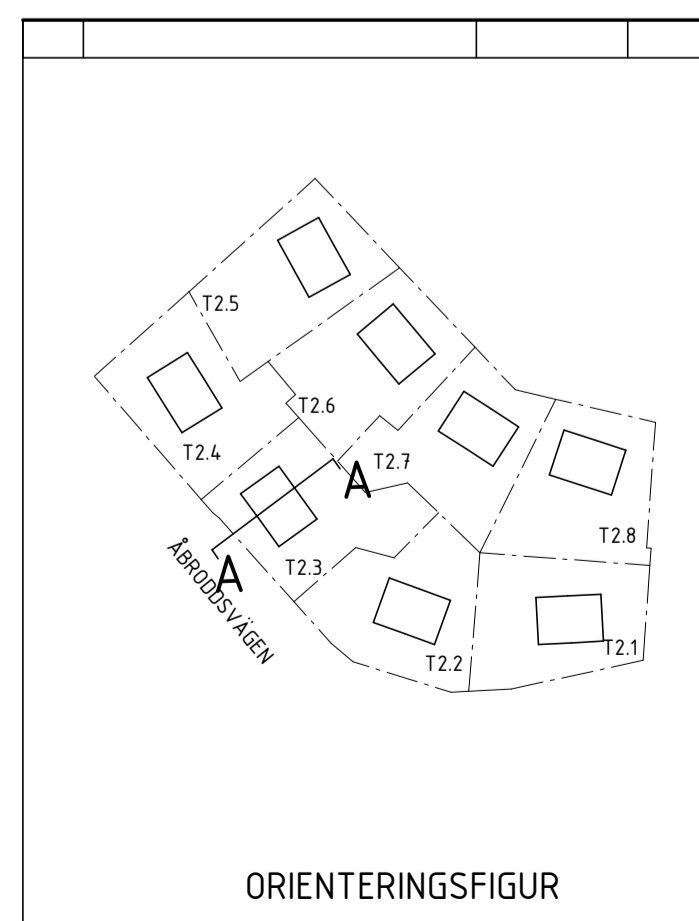 T2.5
T2.6
T2.4
T2.7
A
T2.8
T2.3
A
ÅBRODDSVÄGEN
T2.1
T2.2
ORIENTERINGSFIGUR